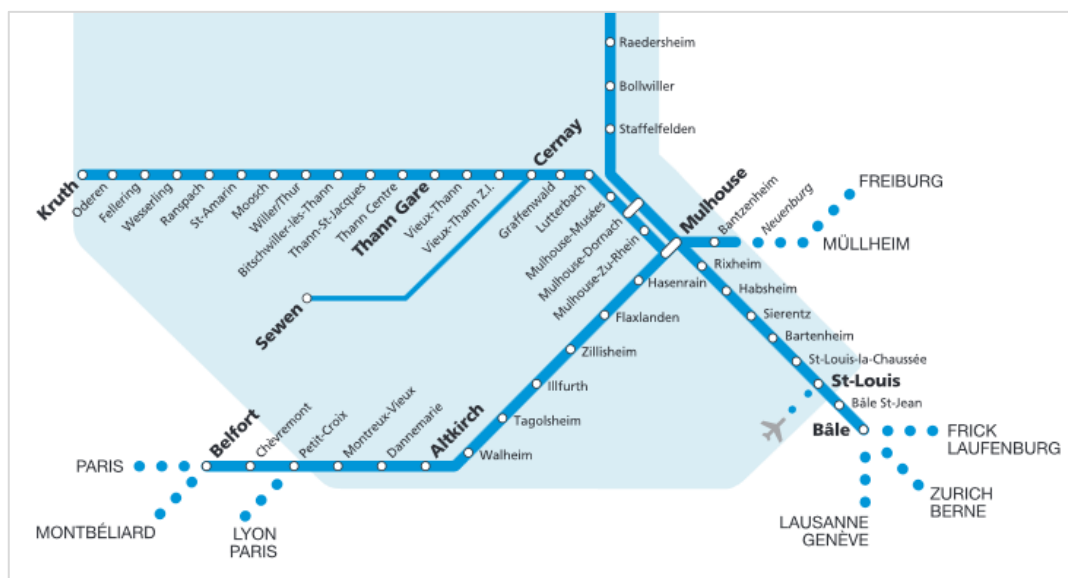 Raedersheim
Bollwiller
Staffelfelden
Kruth
Oderen
Fellering
Wesserling
Ranspach
St-Amarin
Moosch
Willer/Thur
Bitschwiller-lès-Thann
Thann-St-Jacques
Thann Centre
Thann Gare
Vieux-Thann
Vieux-Thann Z.I.
Cernay
Graffenwald
Lutterbach
Mulhouse-Musées
Mulhouse-Dornach
Mulhouse-Zu-Rhein
Mulhouse
Bantzenheim
Neuenburg
FREIBURG
MÜLLHEIM
Rixheim
Habsheim
Sierentz
Bartenheim
St-Louis-la-Chaussée
St-Louis
Bâle St-Jean
Bâle
FRICK
LAUFENBURG
ZURICH
BERNE
LAUSANNE
GENÈVE
Sewen
Hasenrain
Flaxlanden
Zillisheim
Illfurth
Tagolsheim
Walheim
Altkirch
Dannemarie
Montreux-Vieux
Petit-Croix
Chèvremont
Belfort
PARIS
MONTBÉLIARD
LYON
PARIS